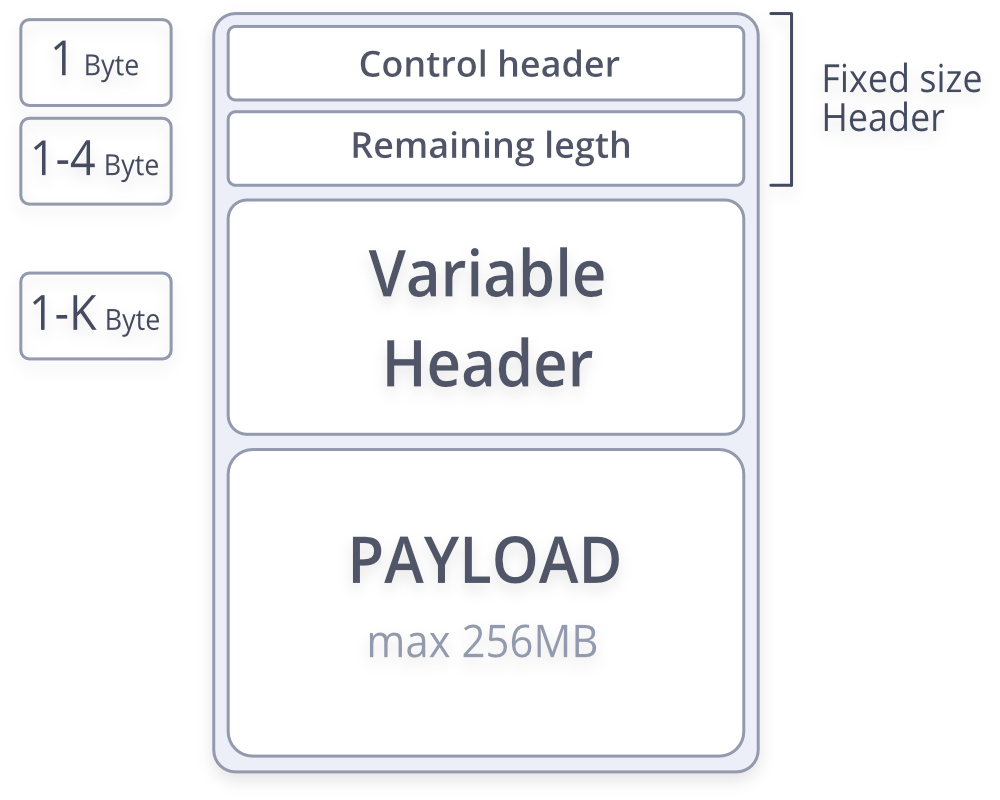 1 Byte
Control header
Fixed size
Header
1-4 Byte
Remaining legth
1-K Byte
Variable
Header
PAYLOAD
max 256MB